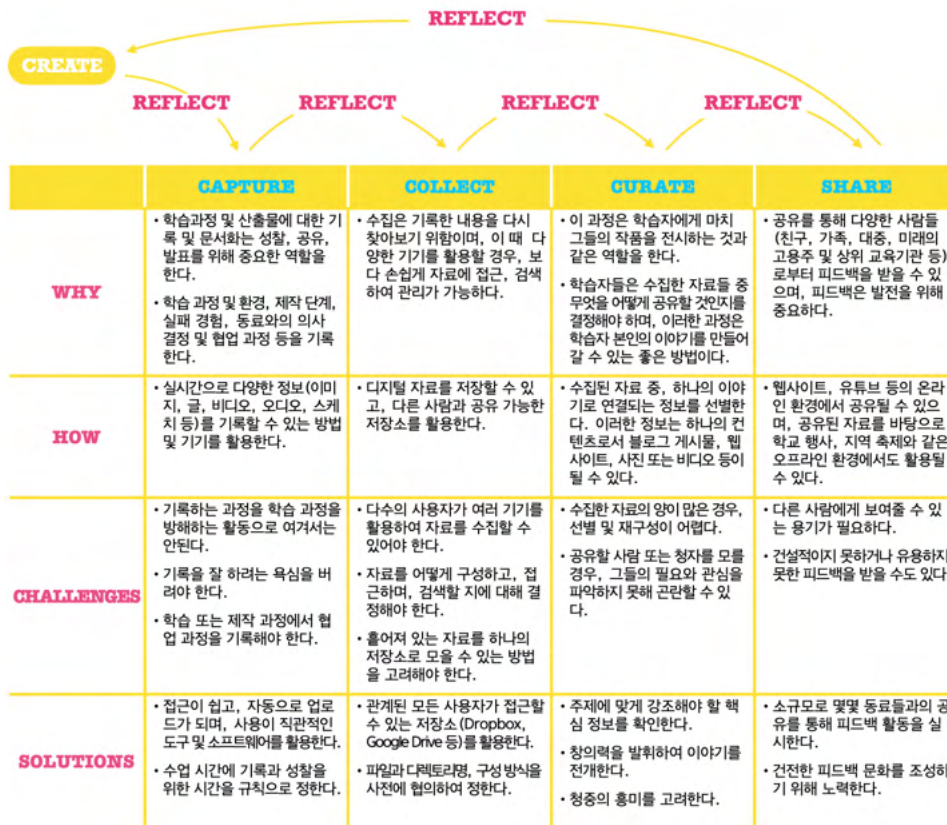 REFLECT
CREATE
REFLECT
REFLECT
REFLECT
REFLECT
CAPTURE
COLLECT
CURATE
SHARE
WHY
• 학습과정 및 산출물에 대한 기
록 및 문서화는 성찰, 공유,
발표를 위해 중요한 역할을
한다.
• 학습 과정 및 환경, 제작 단계,
실패 경험, 동료와의 의사
결정 및 협업 과정 등을 기록
한다.
• 수집은 기록한 내용을 다시
찾아보기 위함이며, 이 때 다
양한 기기를 활용할 경우, 보
다 손쉽게 자료에 접근, 검색
하여 관리가 가능하다.
• 이 과정은 학습자에게 마치
그들의 작품을 전시하는 것과
같은 역할을 한다.
• 학습자들은 수집한 자료들 중
무엇을 어떻게 공유할 것인지를
결정해야 하며, 이러한 과정은
학습자 본인의 이야기를 만들어
갈 수 있는 좋은 방법이다.
• 공유를 통해 다양한 사람들
(친구, 가족, 대중, 미래의
고용주 및 상위 교육기관 등)
로부터 피드백을 받을 수 있
으며, 피드백은 발전을 위해
중요하다.
HOW
• 실시간으로 다양한 정보(이미
지, 글, 비디오, 오디오, 스케
치 등)를 기록할 수 있는 방법
및 기기를 활용한다.
• 디지털 자료를 저장할 수 있
고, 다른 사람과 공유 가능한
저장소를 활용한다.
• 수집된 자료 중, 하나의 이야
기로 연결되는 정보를 선별한
다. 이러한 정보는 하나의 컨
텐츠로서 블로그 게시물, 웹
사이트, 사진 또는 비디오 등이
될 수 있다.
• 웹사이트, 유튜브 등의 온라
인 환경에서 공유될 수 있으
며, 공유된 자료를 바탕으로
학교 행사, 지역 축제와 같은
오프라인 환경에서도 활용될
수 있다.
CHALLENGES
• 기록하는 과정을 학습 과정을
방해하는 활동으로 여겨서는
안된다.
• 기록을 잘 하려는 욕심을 버
려야 한다.
• 학습 또는 제작 과정에서 협
업 과정을 기록해야 한다.
• 다수의 사용자가 여러 기기를
활용하여 자료를 수집할 수
있어야 한다.
• 자료를 어떻게 구성하고, 접
근하며, 검색할 지에 대해 결
정해야 한다.
• 흩어져 있는 자료를 하나의
저장소로 모을 수 있는 방법
을 고려해야 한다.
• 수집한 자료의 양이 많은 경우,
선별 및 재구성이 어렵다.
• 공유할 사람 또는 청자를 모를
경우, 그들의 필요와 관심을
파악하지 못해 곤란할 수 있
다.
• 다른 사람에게 보여줄 수 있
는 용기가 필요하다.
• 건설적이지 못하거나 유용하지
못한 피드백을 받을 수도 있다
SOLUTIONS
• 접근이 쉽고, 자동으로 업로
드가 되며, 사용이 직관적인
도구 및 소프트웨어를 활용한다.
• 수업 시간에 기록과 성찰을
위한 시간을 규칙으로 정한다.
• 관계된 모든 사용자가 접근할
수 있는 저장소(Dropbox,
Google Drive 등)를 활용한다.
• 파일과 디렉토리명, 구성 방식을
사전에 협의하여 정한다.
• 주제에 맞게 강조해야 할 핵
심 정보를 확인한다.
• 창의력을 발휘하여 이야기를
전개한다.
• 청중의 흥미를 고려한다.
• 소규모로 몇몇 동료들과의 공
유를 통해 피드백 활동을 실
시한다.
• 건전한 피드백 문화를 조성하
기 위해 노력한다.